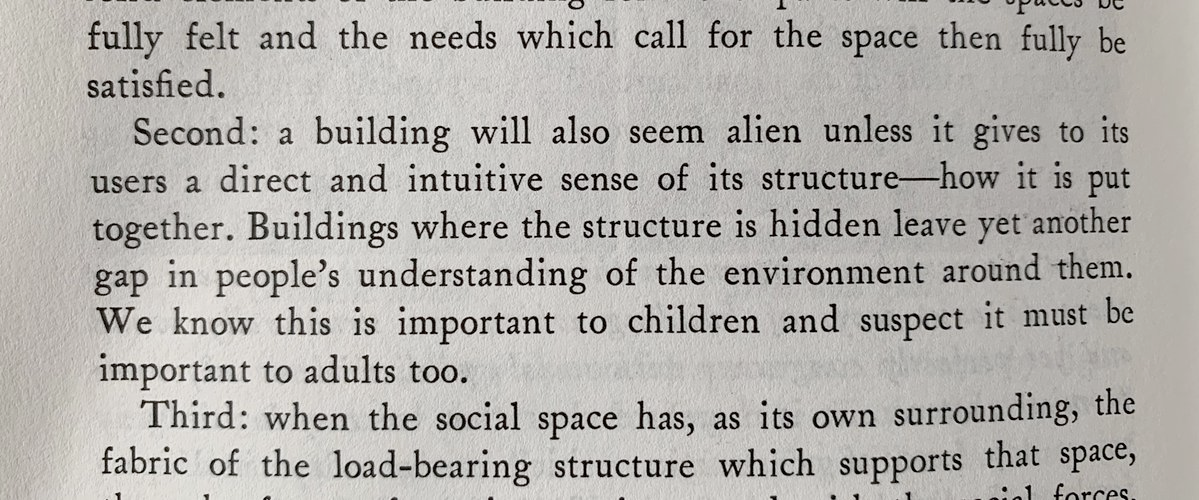 fully felt and the needs which call for the space then fully be
satisfied.
Second: a building will also seem alien unless it gives to its
users a direct and intuitive sense of its structure—how it is put
together. Buildings where the structure is hidden leave yet another
gap in people’s understanding of the environment around them.
We know this is important to children and suspect it must be
important to adults too.
Third: when the social space has, as its own surrounding, the
fabric of the load-bearing structure which supports that space,